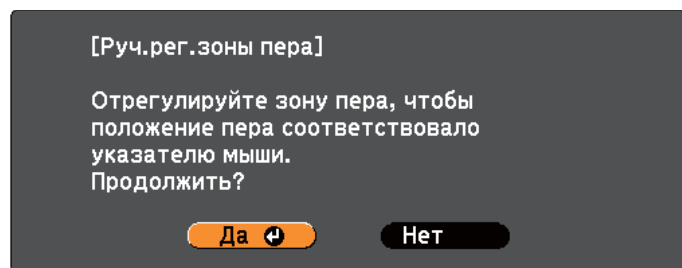 [Руч.рег.зоны пера]
Отрегулируйте зону пера, чтобы
положение пера соответствовало
указателю мыши.
Продолжить?
Да Нет